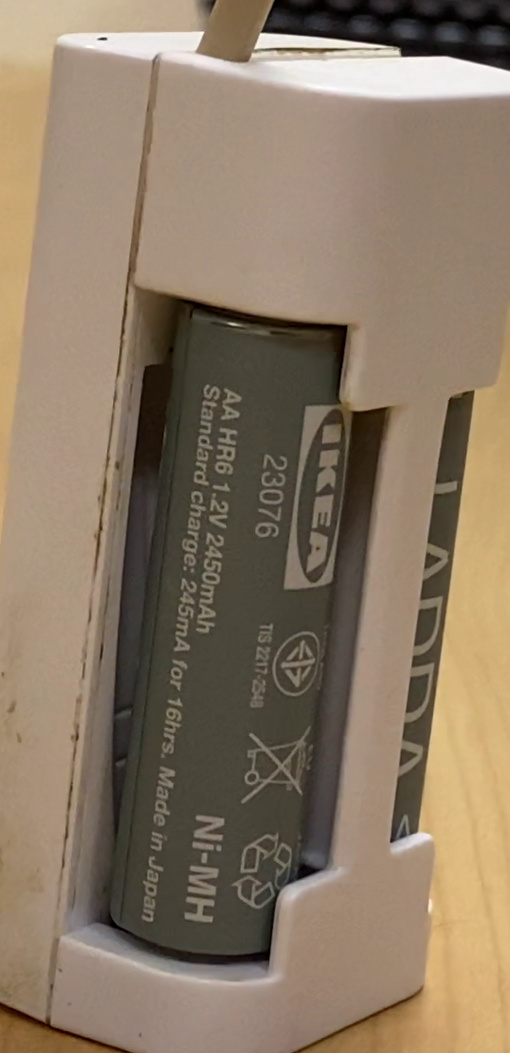 IKEA
23076
AA HR6 1.2V 2450mAh
Standard charge: 245mA for 16hrs. Made in Japan
TIS 2217-2548
Ni-MH
LADDA